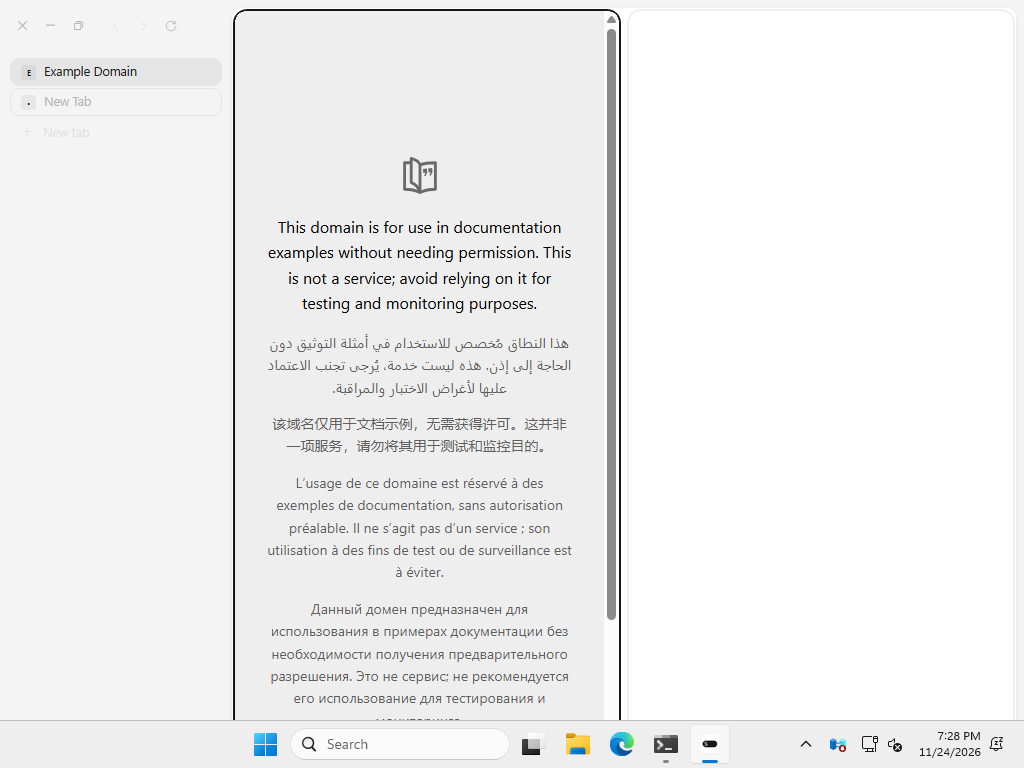 E Example Domain
New Tab
+ New tab
This domain is for use in documentation
examples without needing permission. This
is not a service; avoid relying on it for
testing and monitoring purposes.
هذا النطاق مُخصص للاستخدام في أمثلة التوثيق دون
الحاجة إلى إذن. هذه ليست خدمة، يُرجى تجنب الاعتماد
عليها لأغراض الاختبار والمراقبة.
该域名仅用于文档示例，无需获得许可。这并非
一项服务，请勿将其用于测试和监控目的。
L’usage de ce domaine est réservé à des
exemples de documentation, sans autorisation
préalable. Il ne s’agit pas d’un service ; son
utilisation à des fins de test ou de surveillance est
à éviter.
Данный домен предназначен для
использования в примерах документации без
необходимости получения предварительного
разрешения. Это не сервис; не рекомендуется
его использование для тестирования и
Search
7:28 PM
11/24/2026